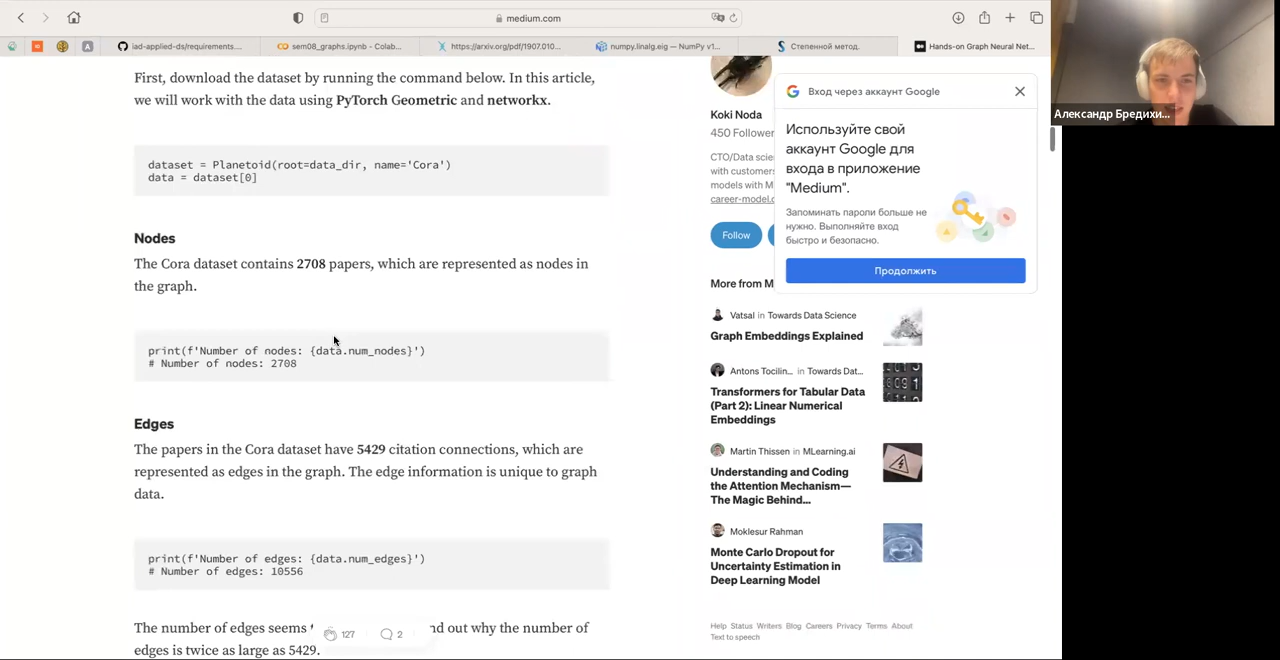 medium.com
iad-applied-ds/requirements....
sem08_graphs.ipynb – Colab...
https://arxiv.org/pdf/1907.010...
numpy.linalg.eig — NumPy v1...
Степенной метод.
Hands-on Graph Neural Net...
First, download the dataset by running the command below. In this article,
we will work with the data using PyTorch Geometric and networkx.
dataset = Planetoid(root=data_dir, name='Cora')
data = dataset[0]
Nodes
The Cora dataset contains 2708 papers, which are represented as nodes in
the graph.
print(f'Number of nodes: {data.num_nodes}')
# Number of nodes: 2708
Edges
The papers in the Cora dataset have 5429 citation connections, which are
represented as edges in the graph. The edge information is unique to graph
data.
print(f'Number of edges: {data.num_edges}')
# Number of edges: 10556
The number of edges seems
nd out why the number of
edges is twice as large as 5429.
127
2
Koki Noda
450 Follower
CTO/Data scie
with customer
models with M
career-model.c
Follow
More from M
Вход через аккаунт Google
Используйте свой
аккаунт Google для
входа в приложение
"Medium".
Запоминать пароли больше не
нужно. Выполняйте вход
быстро и безопасно.
Продолжить
Vatsal in Towards Data Science
Graph Embeddings Explained
Antons Tocilin... in Towards Dat...
Transformers for Tabular Data
(Part 2): Linear Numerical
Embeddings
Martin Thissen in MLearning.ai
Understanding and Coding
the Attention Mechanism—
The Magic Behind...
Moklesur Rahman
Monte Carlo Dropout for
Uncertainty Estimation in
Deep Learning Model
Help Status Writers Blog Careers Privacy Terms About
Text to speech
Александр Бредихи...